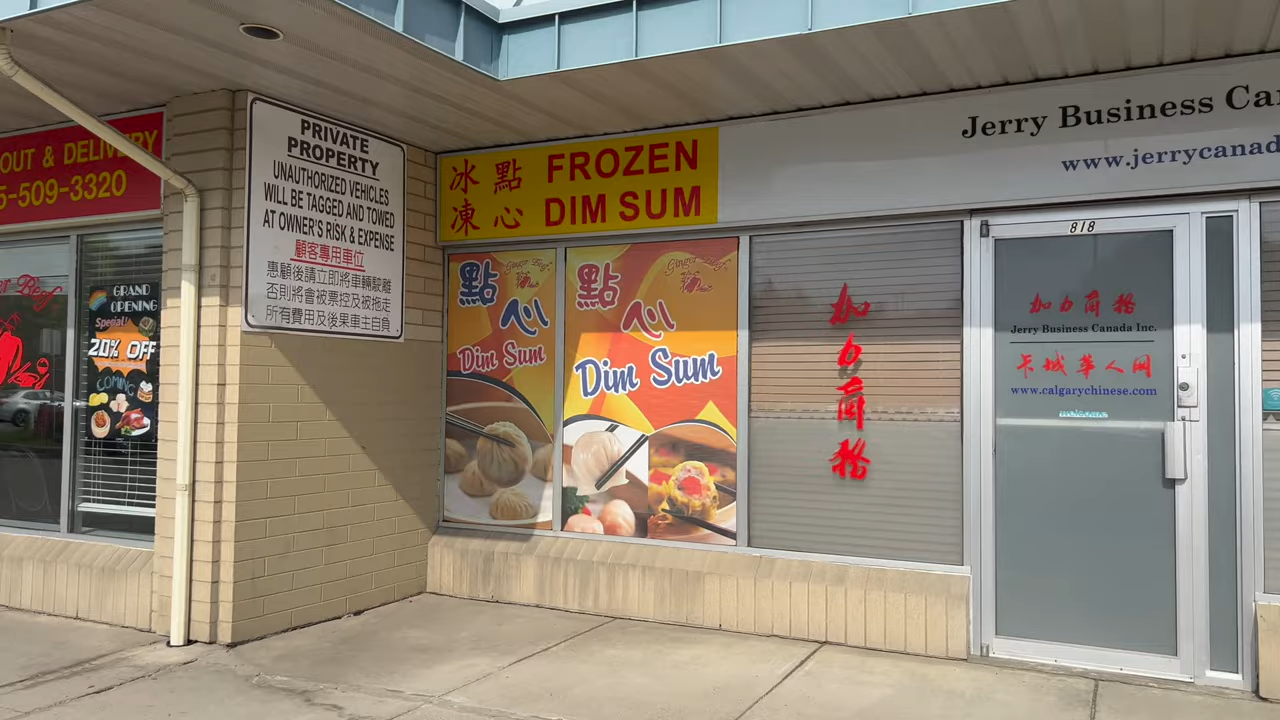 OUT & DELIVERY
5-509-3320
GRAND
OPENING
Special!
20% OFF
COMING
PRIVATE
PROPERTY
UNAUTHORIZED VEHICLES
WILL BE TAGGED AND TOWED
AT OWNER'S RISK & EXPENSE
顧客專用車位
惠顧後請立即將車輛駛離
否則將會被票控及被拖走
所有費用及後果車主自負
冰點
凍心
FROZEN
DIM SUM
點心
Ginger Beef
Dim Sum
點心
Ginger Beef
Dim Sum
加力商務
Jerry Business Ca
www.jerrycanad
818
加力商務
Jerry Business Canada Inc.
卡城華人网
www.calgarychinese.com
welcome